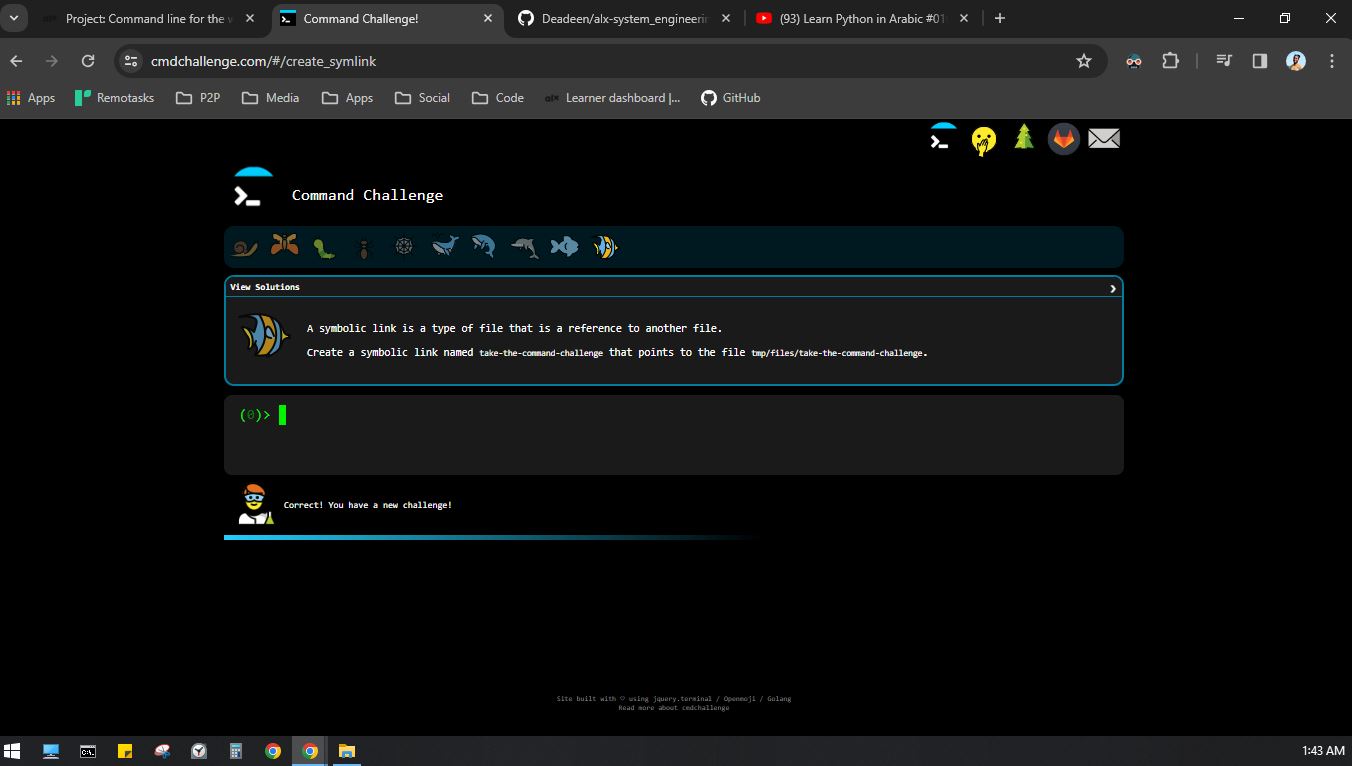 Project: Command line for the w
Command Challenge!
Deadeen/alx-system_engineerin
(93) Learn Python in Arabic #01
cmdchallenge.com/#/create_symlink
Apps
Remotasks
P2P
Media
Apps
Social
Code
alx
Learner dashboard |...
GitHub
Command Challenge
View Solutions
A symbolic link is a type of file that is a reference to another file.
Create a symbolic link named take-the-command-challenge that points to the file tmp/files/take-the-command-challenge.
(0)>
Correct! You have a new challenge!
Site built with ♡ using jquery.terminal / Openmoji / Golang
Read more about cmdchallenge
1:43 AM